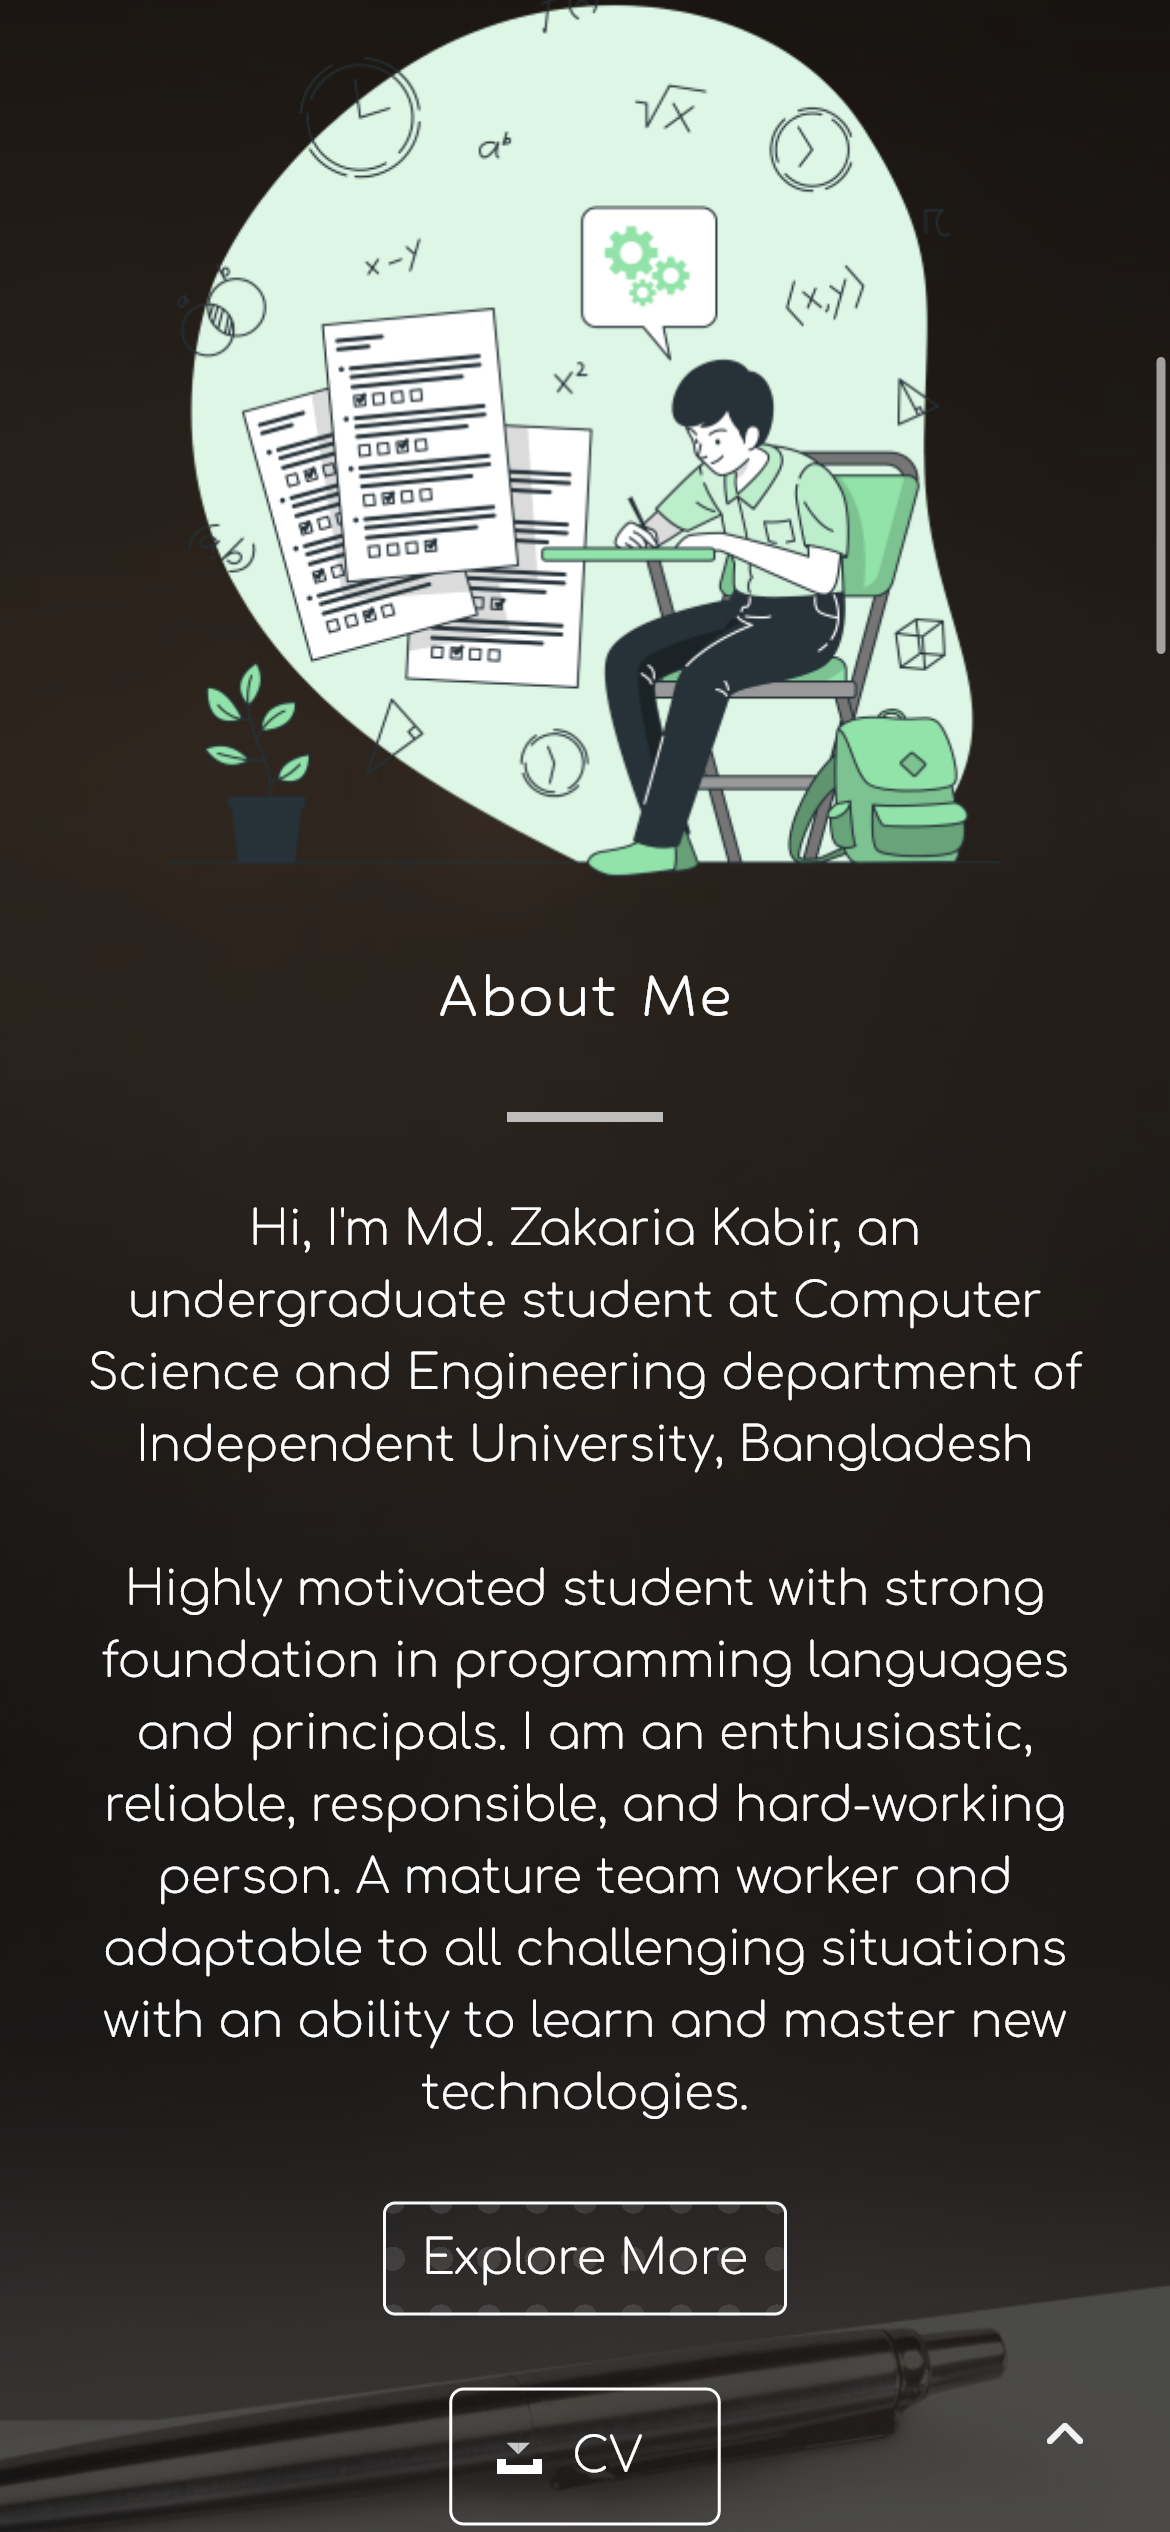 f(x)
√x
a^b
π
x-y
(x,y)
a
b
x²
(a/b)
About Me
Hi, I'm Md. Zakaria Kabir, an
undergraduate student at Computer
Science and Engineering department of
Independent University, Bangladesh
Highly motivated student with strong
foundation in programming languages
and principals. I am an enthusiastic,
reliable, responsible, and hard-working
person. A mature team worker and
adaptable to all challenging situations
with an ability to learn and master new
technologies.
Explore More
CV